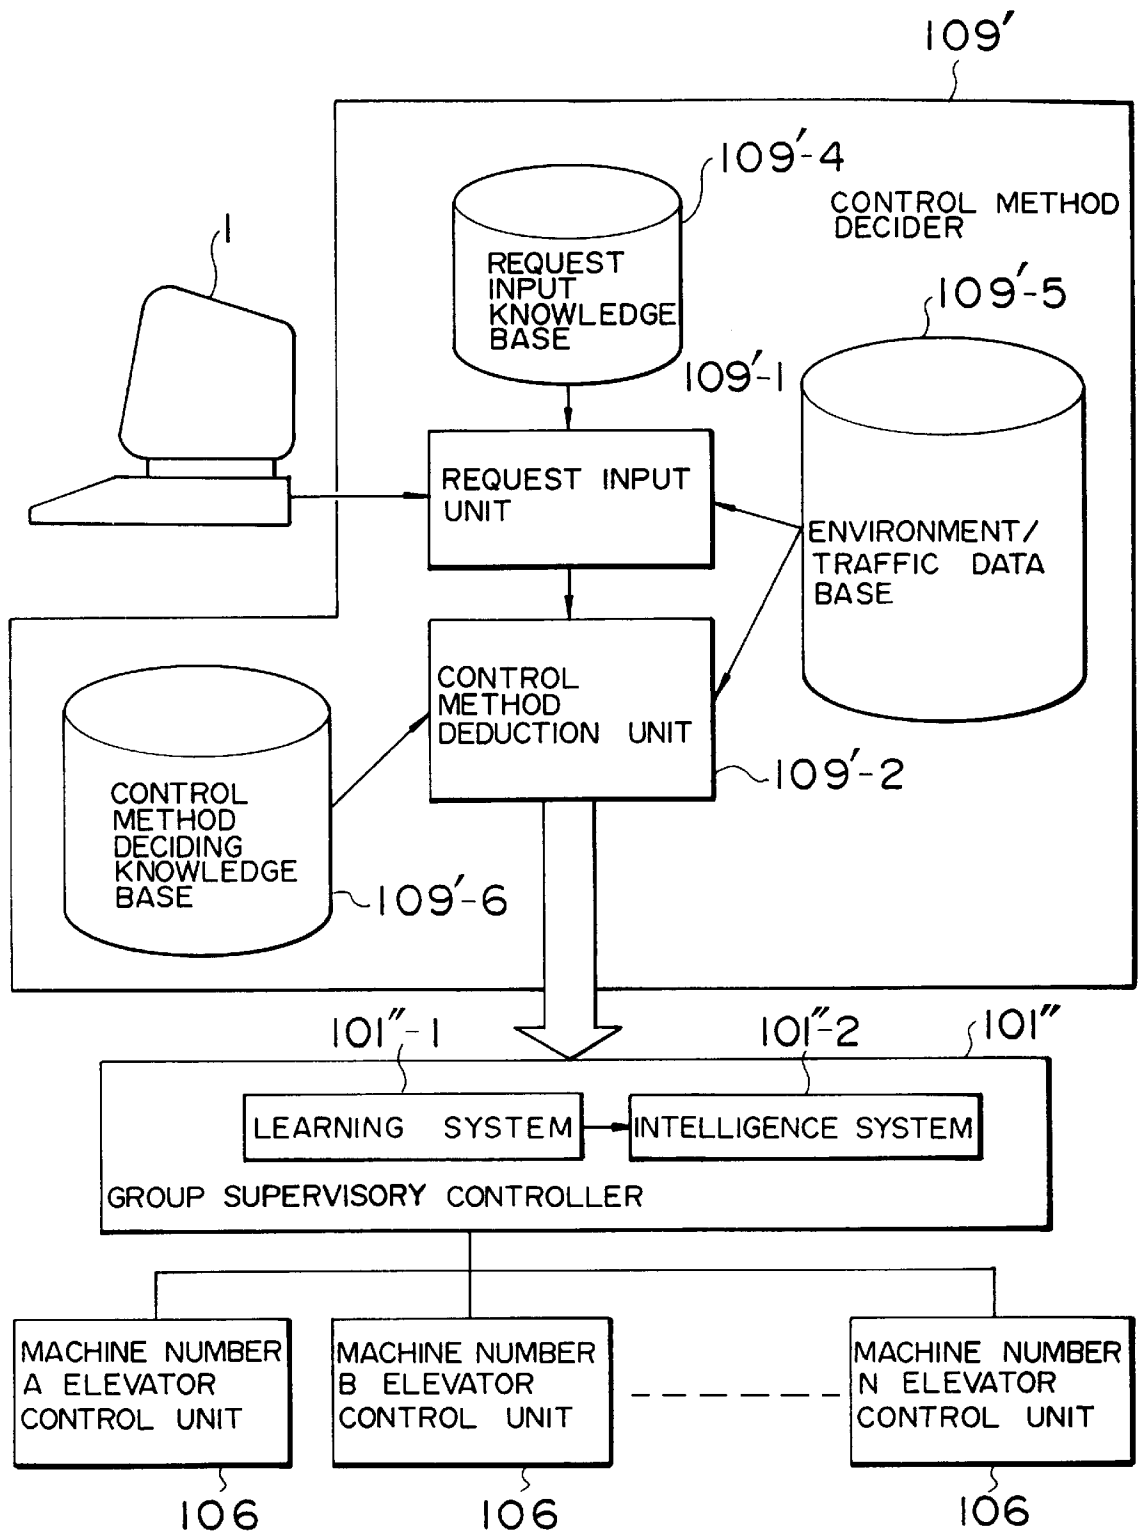 109'
109'-4
CONTROL METHOD
DECIDER
1
REQUEST
INPUT
KNOWLEDGE
BASE
109'-5
109'-1
REQUEST INPUT
UNIT
ENVIRONMENT/
TRAFFIC DATA
BASE
CONTROL
METHOD
DEDUCTION UNIT
109'-2
CONTROL
METHOD
DECIDING
KNOWLEDGE
BASE
109'-6
101''-1
101''-2
101''
LEARNING SYSTEM
INTELLIGENCE SYSTEM
GROUP SUPERVISORY CONTROLLER
MACHINE NUMBER
A ELEVATOR
CONTROL UNIT
MACHINE NUMBER
B ELEVATOR
CONTROL UNIT
MACHINE NUMBER
N ELEVATOR
CONTROL UNIT
106
106
106